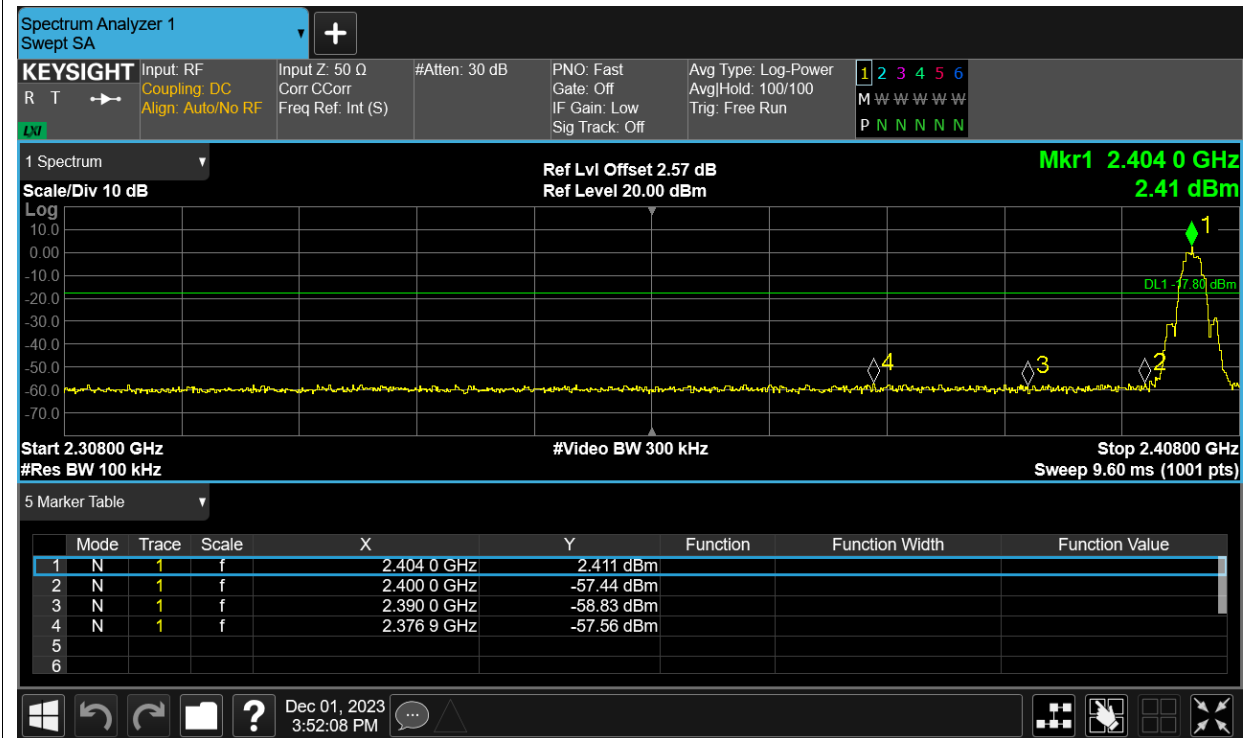 Spectrum Analyzer 1
Swept SA
+
KEYSIGHT
R T
LXI
Input: RF
Coupling: DC
Align: Auto/No RF
Input Z: 50 Ω
Corr CCorr
Freq Ref: Int (S)
#Atten: 30 dB
PNO: Fast
Gate: Off
IF Gain: Low
Sig Track: Off
Avg Type: Log-Power
Avg|Hold: 100/100
Trig: Free Run
1 2 3 4 5 6
M W W W W W
P N N N N N
1 Spectrum
Scale/Div 10 dB
Ref Lvl Offset 2.57 dB
Ref Level 20.00 dBm
Mkr1 2.404 0 GHz
2.41 dBm
Log
10.0
0.00
-10.0
-20.0
-30.0
-40.0
-50.0
-60.0
-70.0
1
DL1 -17.80 dBm
4
3
2
Start 2.30800 GHz
#Video BW 300 kHz
Stop 2.40800 GHz
#Res BW 100 kHz
Sweep 9.60 ms (1001 pts)
5 Marker Table
Mode Trace Scale X Y Function Function Width Function Value
1 N 1 f 2.404 0 GHz 2.411 dBm
2 N 1 f 2.400 0 GHz -57.44 dBm
3 N 1 f 2.390 0 GHz -58.83 dBm
4 N 1 f 2.376 9 GHz -57.56 dBm
5
6
?
Dec 01, 2023
3:52:08 PM